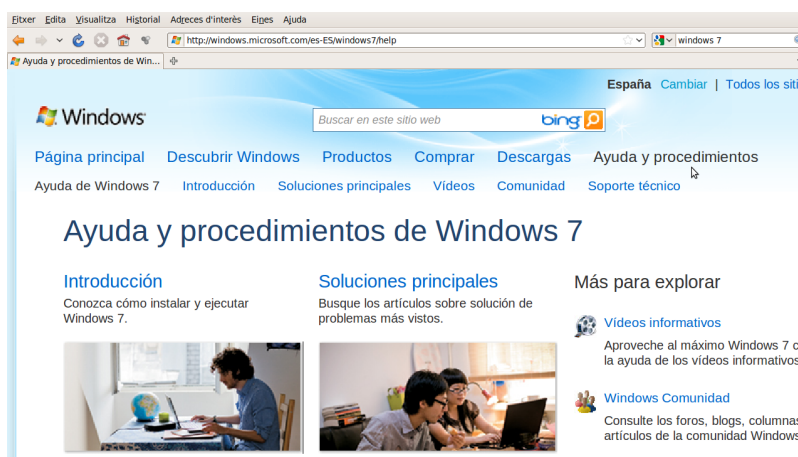 Fitxer Edita Visualitza Historial Adreces d'interès Eines Ajuda
http://windows.microsoft.com/es-ES/windows7/help windows 7
Ayuda y procedimientos de Win...
España Cambiar | Todos los siti
Windows
Buscar en este sitio web bing
Página principal Descubrir Windows Productos Comprar Descargas Ayuda y procedimientos
Ayuda de Windows 7 Introducción Soluciones principales Vídeos Comunidad Soporte técnico
Ayuda y procedimientos de Windows 7
Introducción
Conozca cómo instalar y ejecutar
Windows 7.
Soluciones principales
Busque los artículos sobre solución de
problemas más vistos.
Más para explorar
Vídeos informativos
Aproveche al máximo Windows 7 c
la ayuda de los vídeos informativos
Windows Comunidad
Consulte los foros, blogs, columnas
artículos de la comunidad Windows